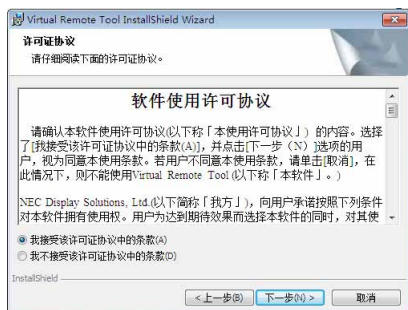 Virtual Remote Tool InstallShield Wizard
许可证协议
请仔细阅读下面的许可证协议。
软件使用许可协议
请确认本软件使用许可协议(以下称「本使用许可协议」) 的内容。选择
了[我接受该许可证协议中的条款(A)]，并点击[下一步（N）]选项的用
户，视为同意本使用条款。若用户不同意本使用条款，请单击[取消]，在
此情况下，则不能使用Virtual Remote Tool (以下称「本软件」。)
NEC Display Solutions, Ltd.(以下简称「我方」)，向用户承诺按照下列条件
对本软件拥有使用权。用户为达到期待效果而选择本软件的同时，对其使
我接受该许可证协议中的条款(A)
我不接受该许可证协议中的条款(D)
InstallShield
<上一步(B)
下一步(N) >
取消